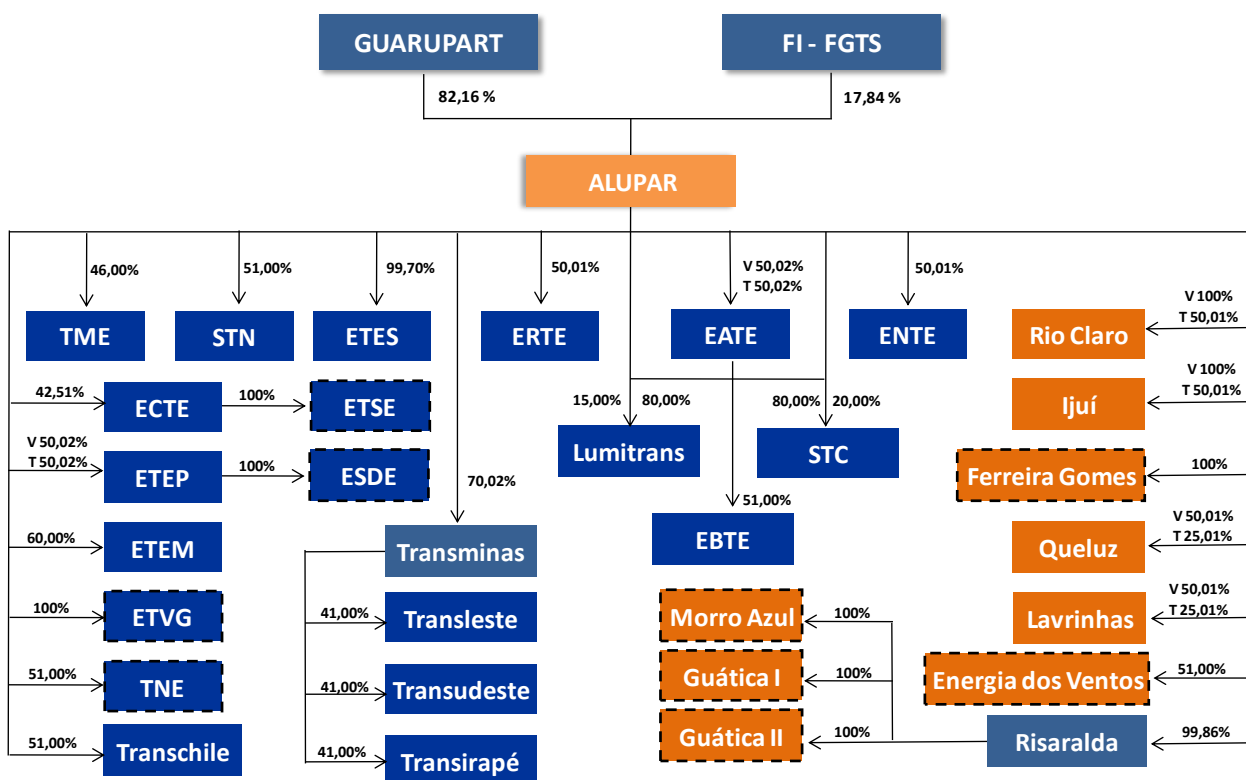 GUARUPART
FI - FGTS
82,16 %
17,84 %
ALUPAR
46,00%
51,00%
99,70%
50,01%
V 50,02%
T 50,02%
50,01%
TME
STN
ETES
ERTE
EATE
ENTE
V 100%
T 50,01%
Rio Claro
42,51%
ECTE
100%
ETSE
15,00%
80,00%
80,00%
20,00%
V 100%
T 50,01%
Ijuí
Lumitrans
STC
V 50,02%
T 50,02%
ETEP
100%
ESDE
70,02%
100%
Ferreira Gomes
51,00%
EBTE
60,00%
ETEM
Transminas
V 50,01%
T 25,01%
Queluz
100%
ETVG
41,00%
Transleste
Morro Azul
100%
V 50,01%
T 25,01%
Lavrinhas
51,00%
TNE
41,00%
Transudeste
Guática I
100%
Energia dos Ventos
51,00%
51,00%
Transchile
41,00%
Transirapé
Guática II
100%
Risaralda
99,86%